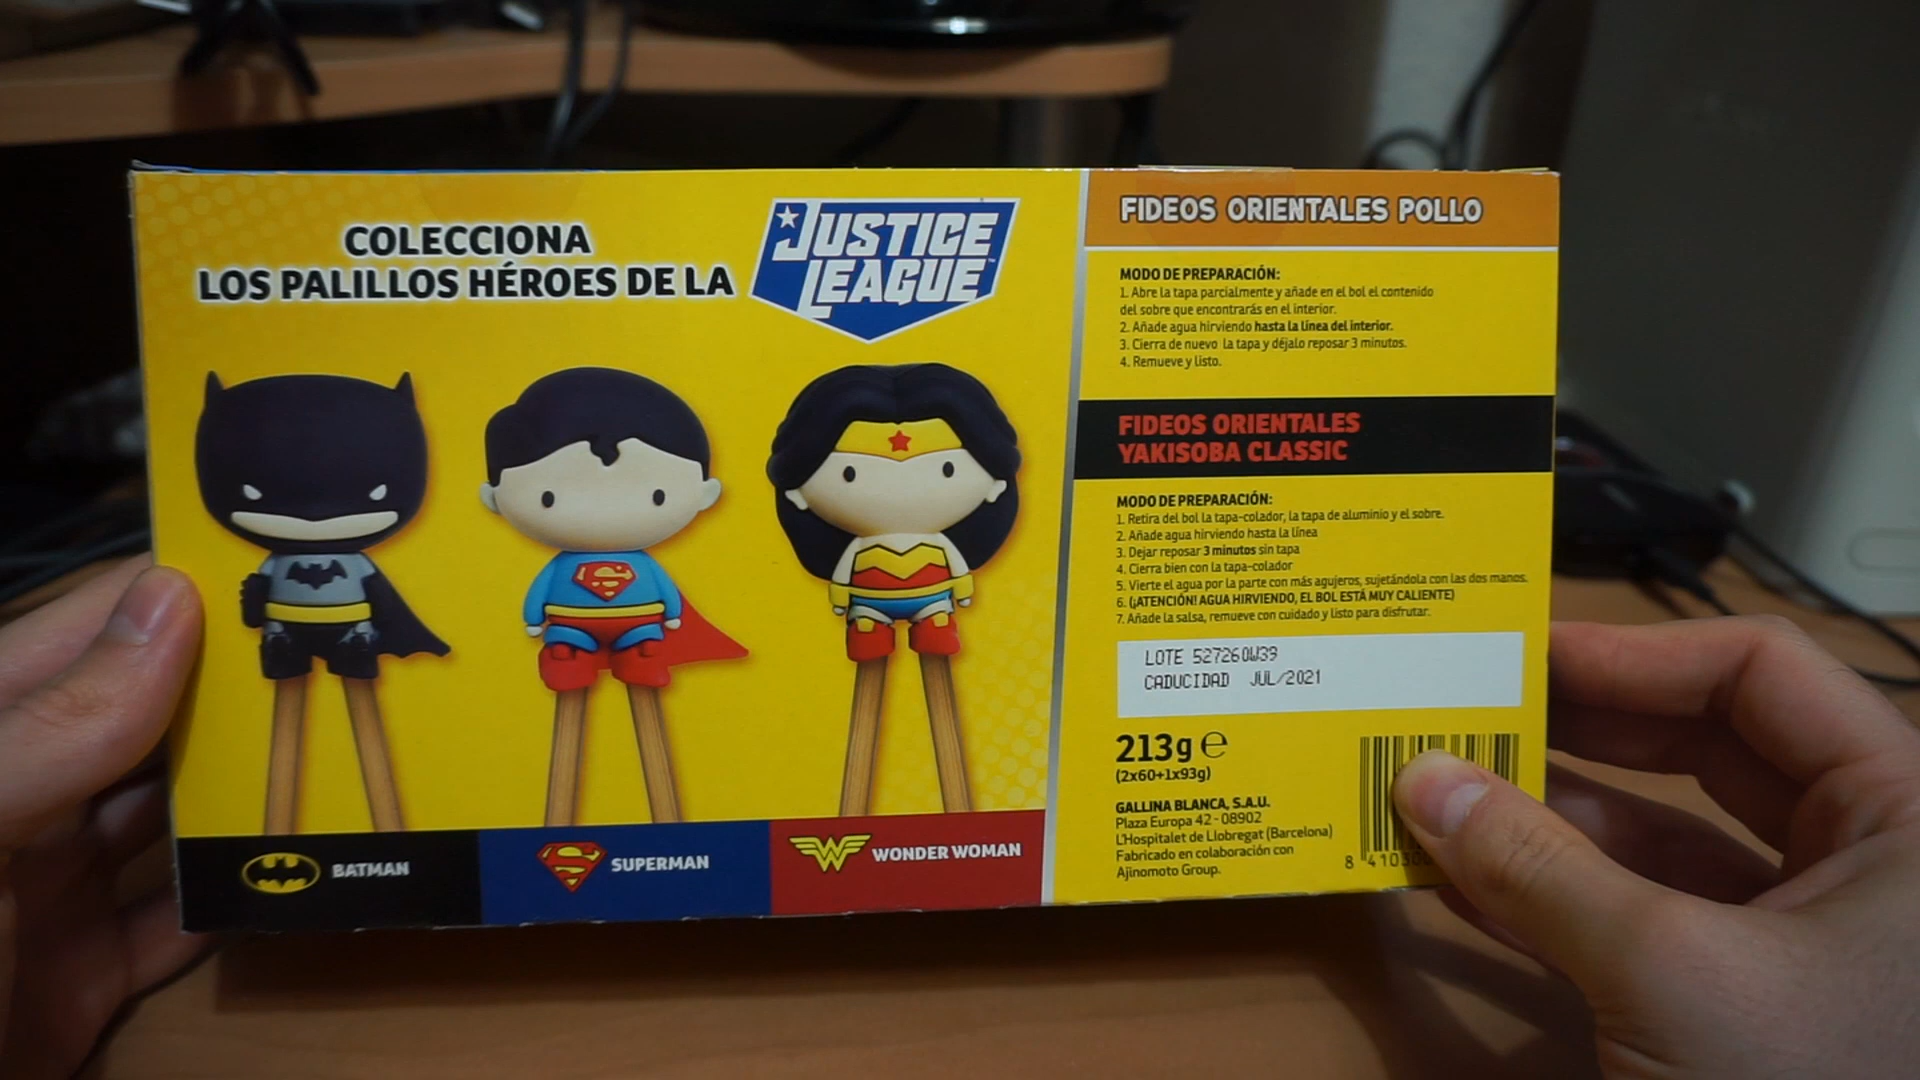 COLECCIONA
LOS PALILLOS HÉROES DE LA
JUSTICE
LEAGUE
BATMAN
SUPERMAN
WONDER WOMAN
FIDEOS ORIENTALES POLLO
MODO DE PREPARACIÓN:
1. Abre la tapa parcialmente y añade en el bol el contenido
del sobre que encontrarás en el interior.
2. Añade agua hirviendo hasta la línea del interior.
3. Cierra de nuevo la tapa y déjalo reposar 3 minutos.
4. Remueve y listo.
FIDEOS ORIENTALES
YAKISOBA CLASSIC
MODO DE PREPARACIÓN:
1. Retira del bol la tapa-colador, la tapa de aluminio y el sobre.
2. Añade agua hirviendo hasta la línea
3. Dejar reposar 3 minutos sin tapa
4. Cierra bien con la tapa-colador
5. Vierte el agua por la parte con más agujeros, sujetándola con las dos manos.
6. (¡ATENCIÓN! AGUA HIRVIENDO, EL BOL ESTÁ MUY CALIENTE)
7. Añade la salsa, remueve con cuidado y listo para disfrutar.
LOTE 527260W39
CADUCIDAD JUL/2021
213g e
(2x60+1x93g)
GALLINA BLANCA, S.A.U.
Plaza Europa 42 - 08902
L'Hospitalet de Llobregat (Barcelona)
Fabricado en colaboración con
Ajinomoto Group.